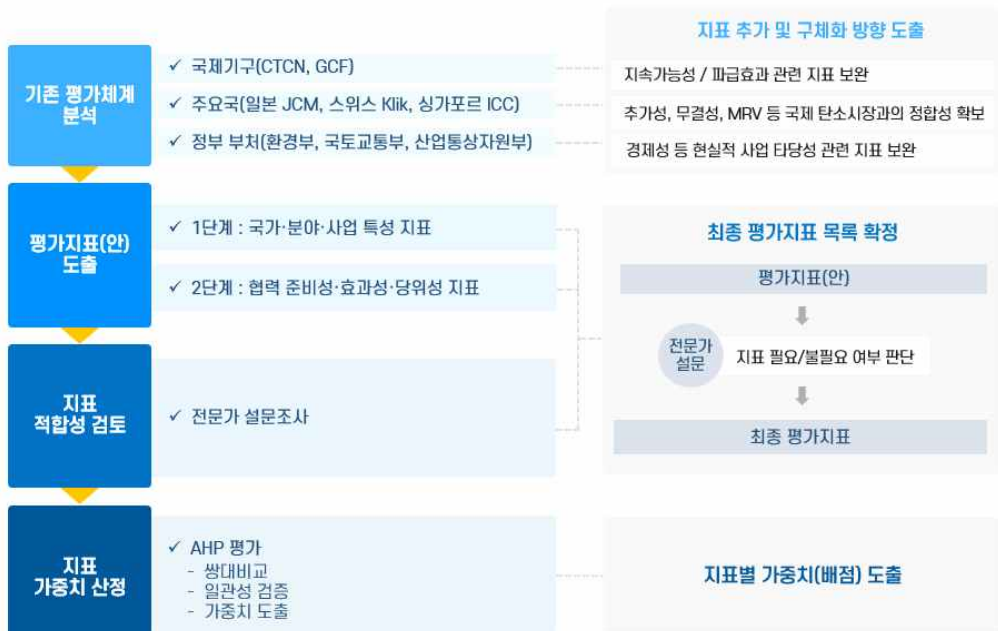 기존 평가체계
분석
✓ 국제기구(CTCN, GCF)
✓ 주요국(일본 JCM, 스위스 Klik, 싱가포르 ICC)
✓ 정부 부처(환경부, 국토교통부, 산업통상자원부)
지표 추가 및 구체화 방향 도출
지속가능성 / 파급효과 관련 지표 보완
추가성, 무결성, MRV 등 국제 탄소시장과의 정합성 확보
경제성 등 현실적 사업 타당성 관련 지표 보완
평가지표(안)
도출
✓ 1단계 : 국가·분야·사업 특성 지표
✓ 2단계 : 협력 준비성·효과성·당위성 지표
지표
적합성 검토
✓ 전문가 설문조사
최종 평가지표 목록 확정
평가지표(안)
전문가
설문
지표 필요/불필요 여부 판단
최종 평가지표
지표
가중치 산정
✓ AHP 평가
- 쌍대비교
- 일관성 검증
- 가중치 도출
지표별 가중치(배점) 도출